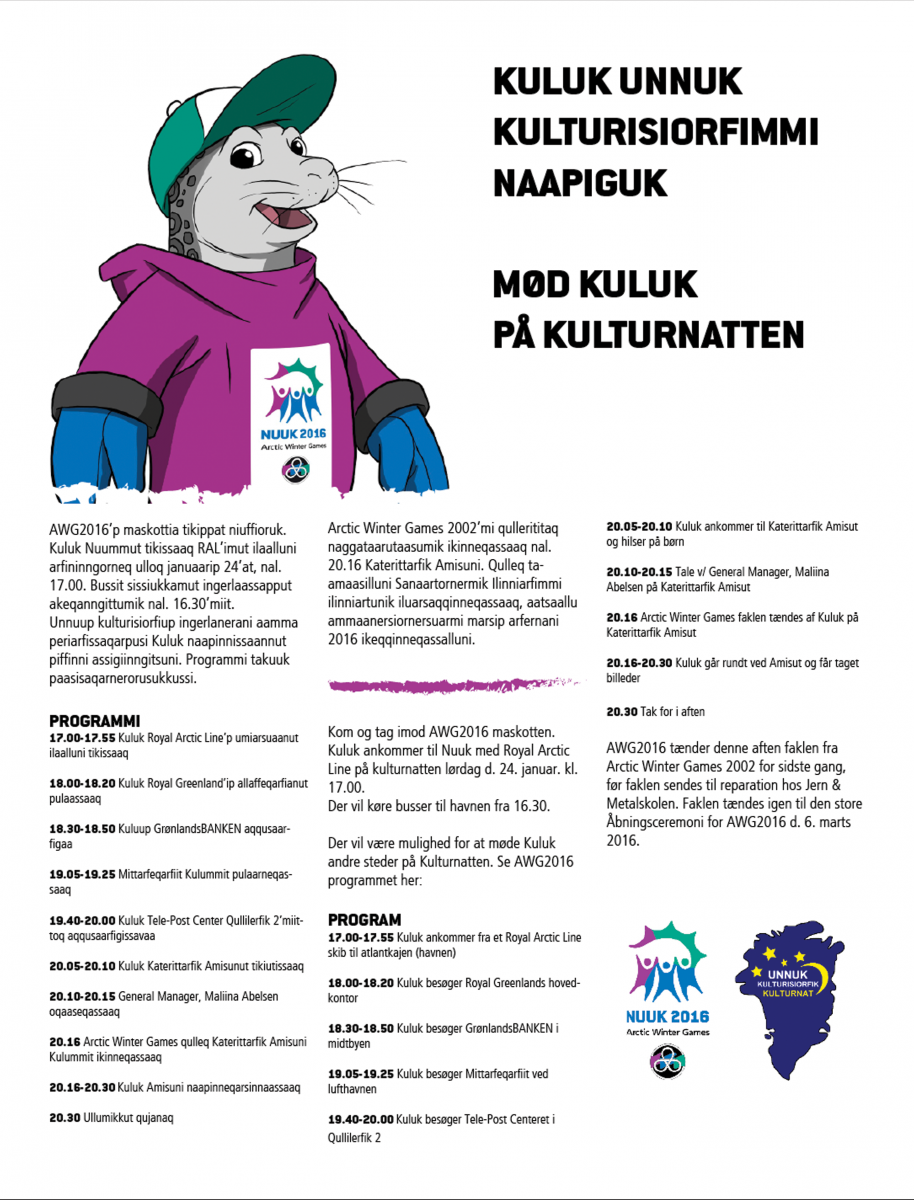 KULUK UNNUK
KULTURISIORFIMMI
NAAPIGUK
MØD KULUK
PÅ KULTURNATTEN
NUUK 2016
Arctic Winter Games
AWG2016'p maskottia tikippat niuffioruk.
Kuluk Nuummut tikissaaq RAL'imut ilaalluni
arfininngorneq ulloq januaarip 24'at, nal.
17.00. Bussit sissiukkamut ingerlaassapput
akeqanngittumik nal. 16.30'miit.
Unnuup kulturisiorfiup ingerlanerani aamma
periarfissaqarpusi Kuluk naapinnissaannut
piffinni assigiinngitsuni. Programmi takuuk
paasisaqarnerorusukkussi.
PROGRAMMI
17.00-17.55 Kuluk Royal Arctic Line'p umiarsuaanut
ilaalluni tikissaaq
18.00-18.20 Kuluk Royal Greenland'ip allaffeqarfianut
pulaassaaq
18.30-18.50 Kuluup GrønlandsBANKEN aqqusaar-
figaa
19.05-19.25 Mittarfeqarfiit Kulummit pulaarneqas-
saaq
19.40-20.00 Kuluk Tele-Post Center Qullilerfik 2'miit-
toq aqqusaarfigissavaa
20.05-20.10 Kuluk Katerittarfik Amisunut tikiutissaaq
20.10-20.15 General Manager, Maliina Abelsen
oqaaseqassaaq
20.16 Arctic Winter Games qulleq Katerittarfik Amisuni
Kulummit ikinneqassaaq
20.16-20.30 Kuluk Amisuni naapinneqarsinnaassaaq
20.30 Ullumikkut qujanaq
Arctic Winter Games 2002'mi qullerititaq
naggataarutaasumik ikinneqassaaq nal.
20.16 Katerittarfik Amisuni. Qulleq ta-
amaasilluni Sanaartornermik Ilinniarfimmi
ilinniartunik iluarsaqqinneqassaaq, aatsaallu
ammaanersiornersuarmi marsip arfernani
2016 ikeqqinneqassalluni.
Kom og tag imod AWG2016 maskotten.
Kuluk ankommer til Nuuk med Royal Arctic
Line på kulturnatten lørdag d. 24. januar. kl.
17.00.
Der vil køre busser til havnen fra 16.30.
Der vil være mulighed for at møde Kuluk
andre steder på Kulturnatten. Se AWG2016
programmet her:
PROGRAM
17.00-17.55 Kuluk ankommer fra et Royal Arctic Line
skib til atlantkajen (havnen)
18.00-18.20 Kuluk besøger Royal Greenlands hoved-
kontor
18.30-18.50 Kuluk besøger GrønlandsBANKEN i
midtbyen
19.05-19.25 Kuluk besøger Mittarfeqarfiit ved
lufthavnen
19.40-20.00 Kuluk besøger Tele-Post Centeret i
Qullilerfik 2
20.05-20.10 Kuluk ankommer til Katerittarfik Amisut
og hilser på børn
20.10-20.15 Tale v/ General Manager, Maliina
Abelsen på Katerittarfik Amisut
20.16 Arctic Winter Games faklen tændes af Kuluk på
Katerittarfik Amisut
20.16-20.30 Kuluk går rundt ved Amisut og får taget
billeder
20.30 Tak for i aften
AWG2016 tænder denne aften faklen fra
Arctic Winter Games 2002 for sidste gang,
før faklen sendes til reparation hos Jern &
Metalskolen. Faklen tændes igen til den store
Åbningsceremoni for AWG2016 d. 6. marts
2016.
NUUK 2016
Arctic Winter Games
UNNUK
KULTURISIORFIK
KULTURNAT